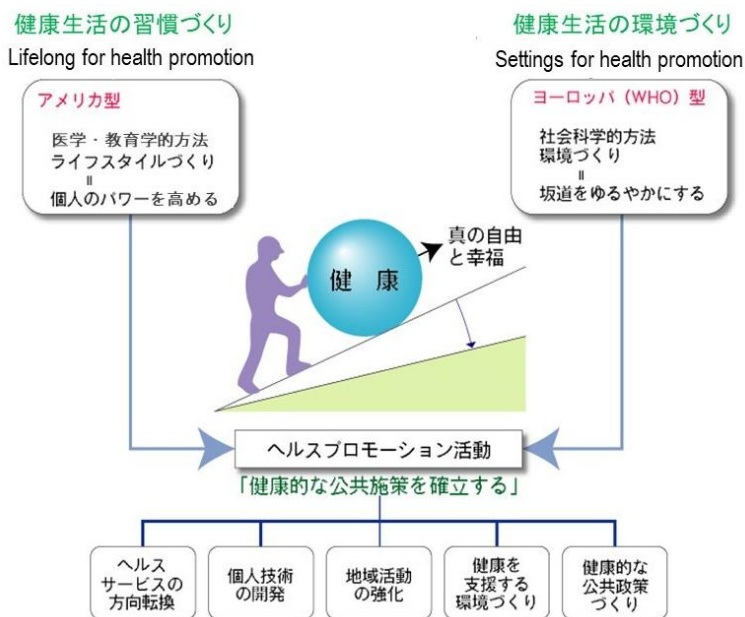 健康生活の習慣づくり
Lifelong for health promotion
アメリカ型
医学・教育学的方法
ライフスタイルづくり
＝
個人のパワーを高める
健康生活の環境づくり
Settings for health promotion
ヨーロッパ（WHO）型
社会科学的方法
環境づくり
＝
坂道をゆるやかにする
健 康
真の自由
と幸福
ヘルスプロモーション活動
「健康的な公共施策を確立する」
ヘルス
サービスの
方向転換
個人技術
の開発
地域活動
の強化
健康を
支援する
環境づくり
健康的な
公共政策
づくり